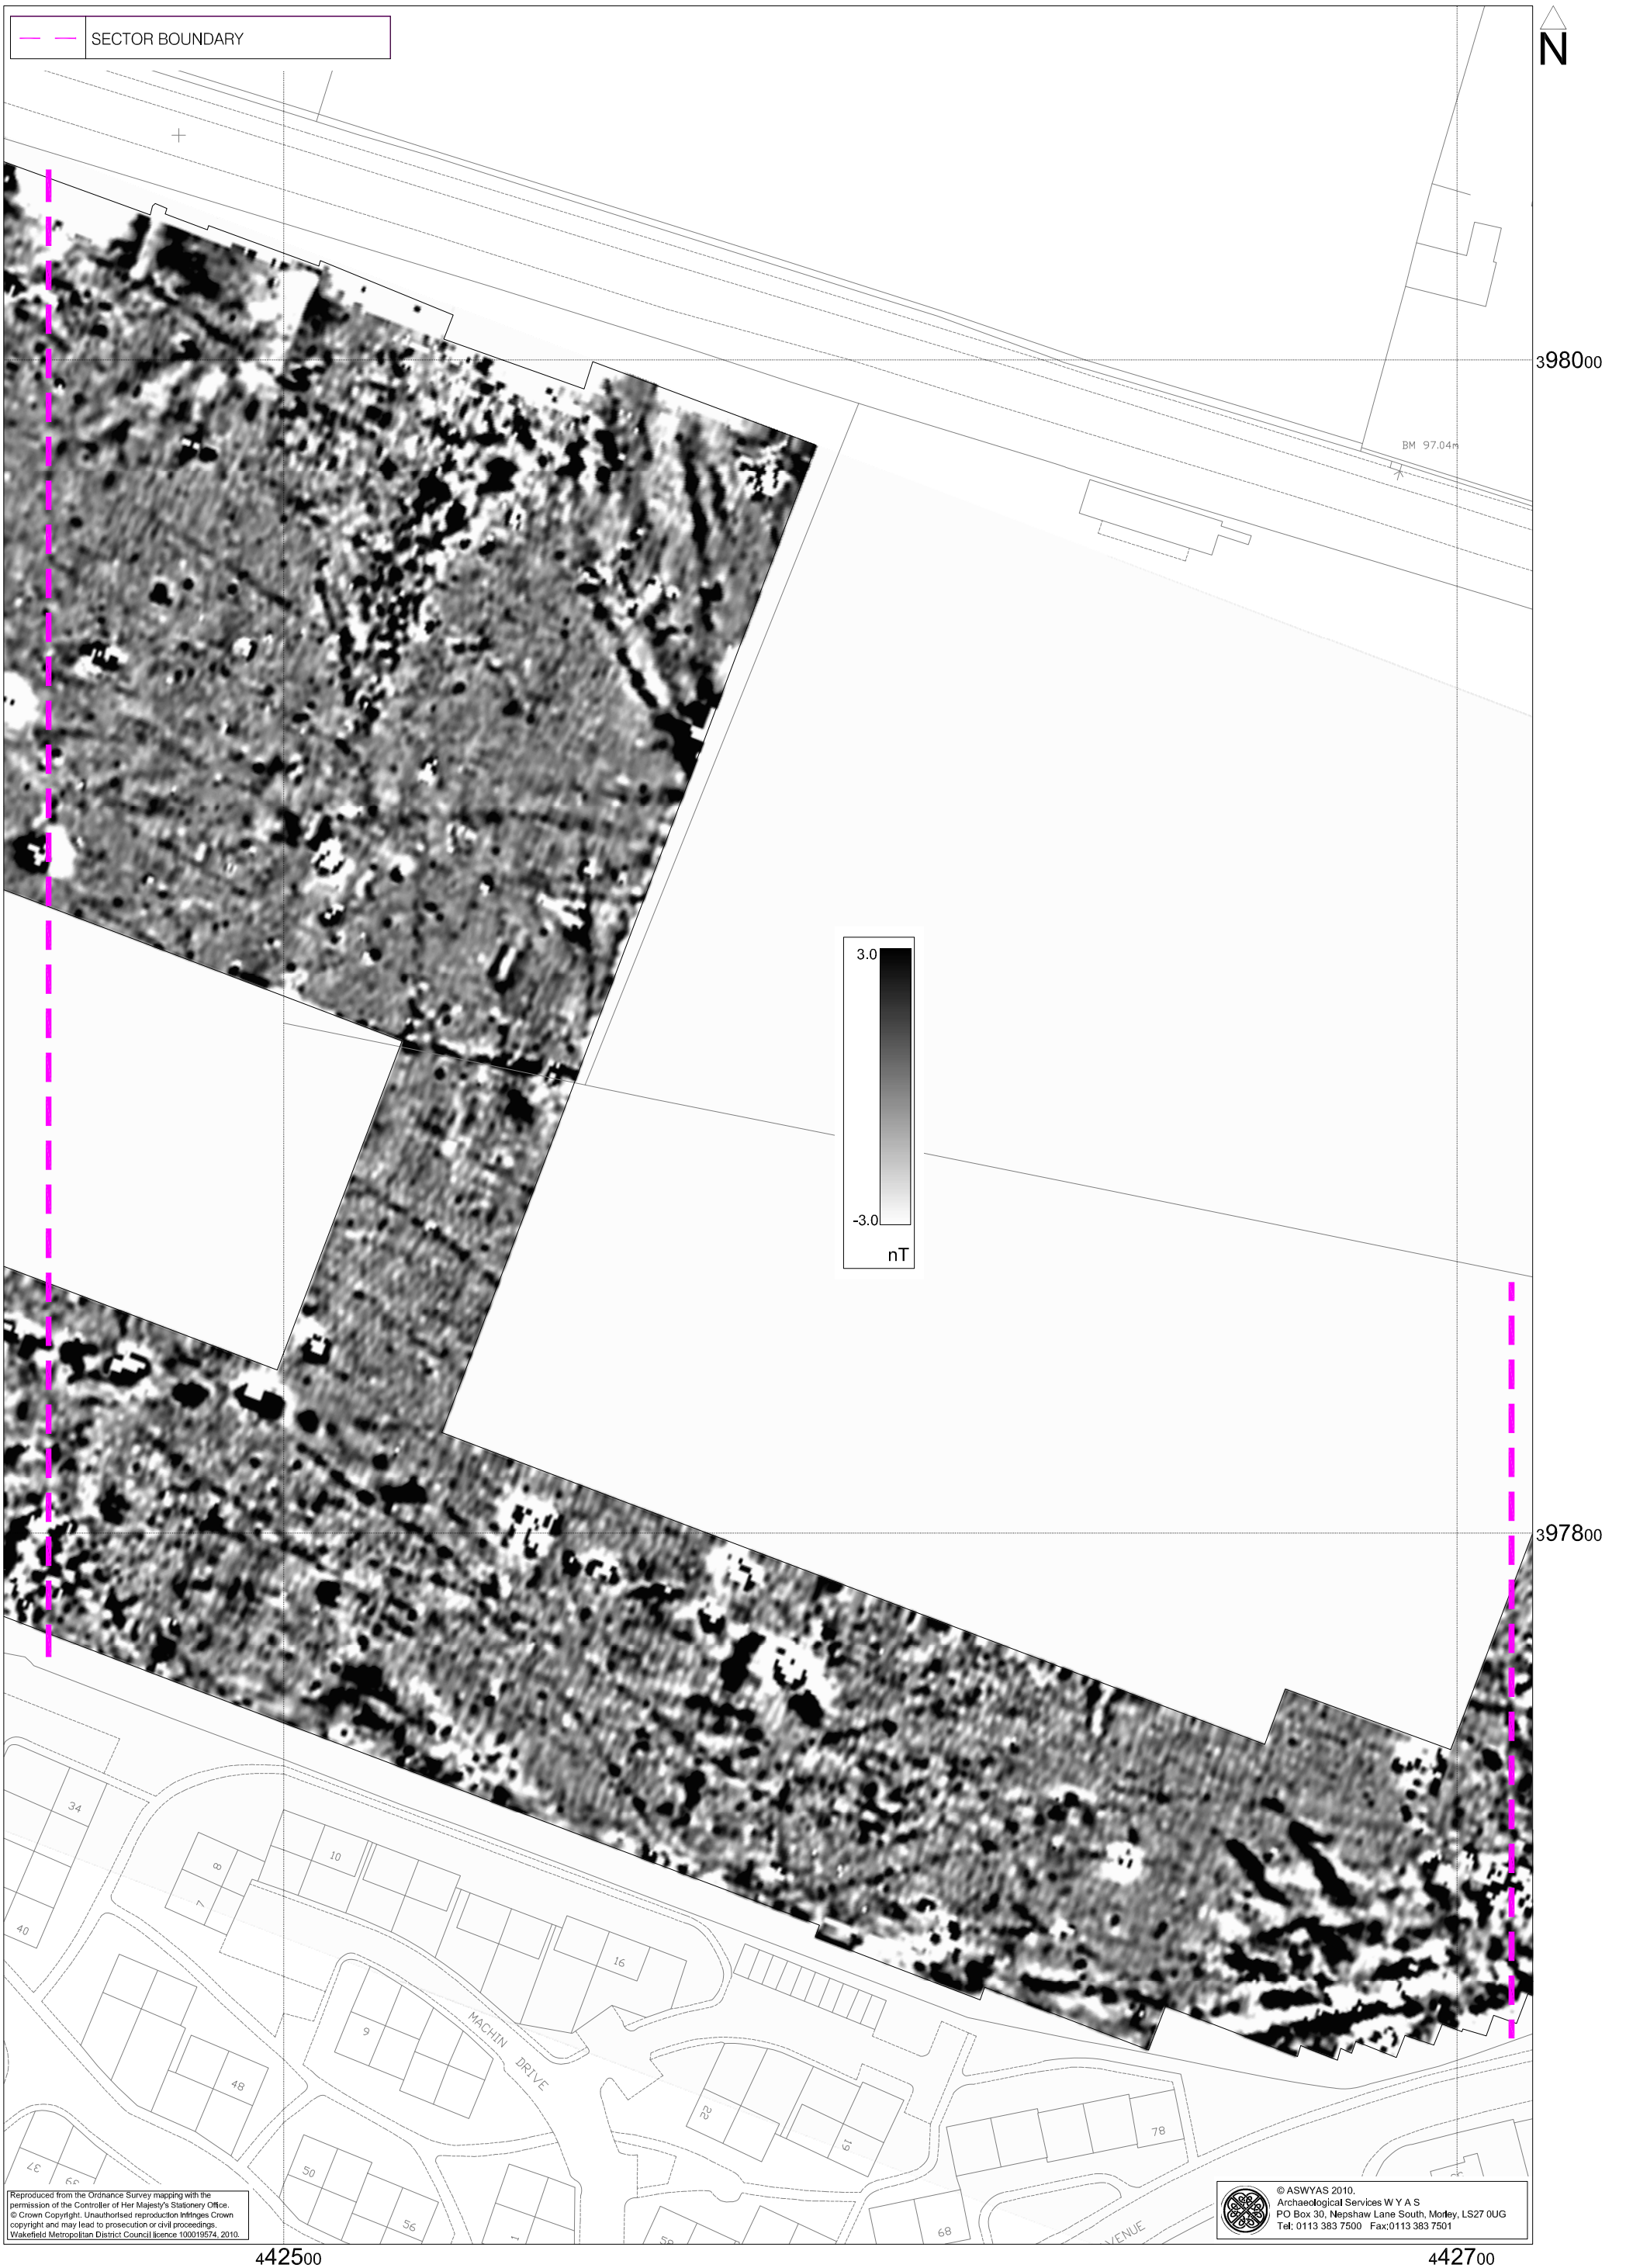 SECTOR BOUNDARY
N
398000
BM 97.04m
3.0
-3.0
nT
397800
34
10
8
7
40
16
9
MACHIN DRIVE
48
22
19
78
50
37
39
56
1
68
Reproduced from the Ordnance Survey mapping with the
permission of the Controller of Her Majesty's Stationery Office.
© Crown Copyright. Unauthorised reproduction infringes Crown
copyright and may lead to prosecution or civil proceedings.
Wakefield Metropolitan District Council licence 100019574, 2010.
© ASWYAS 2010.
Archaeological Services W Y A S
PO Box 30, Nepshaw Lane South, Morley, LS27 0UG
Tel: 0113 383 7500 Fax:0113 383 7501
442500
442700